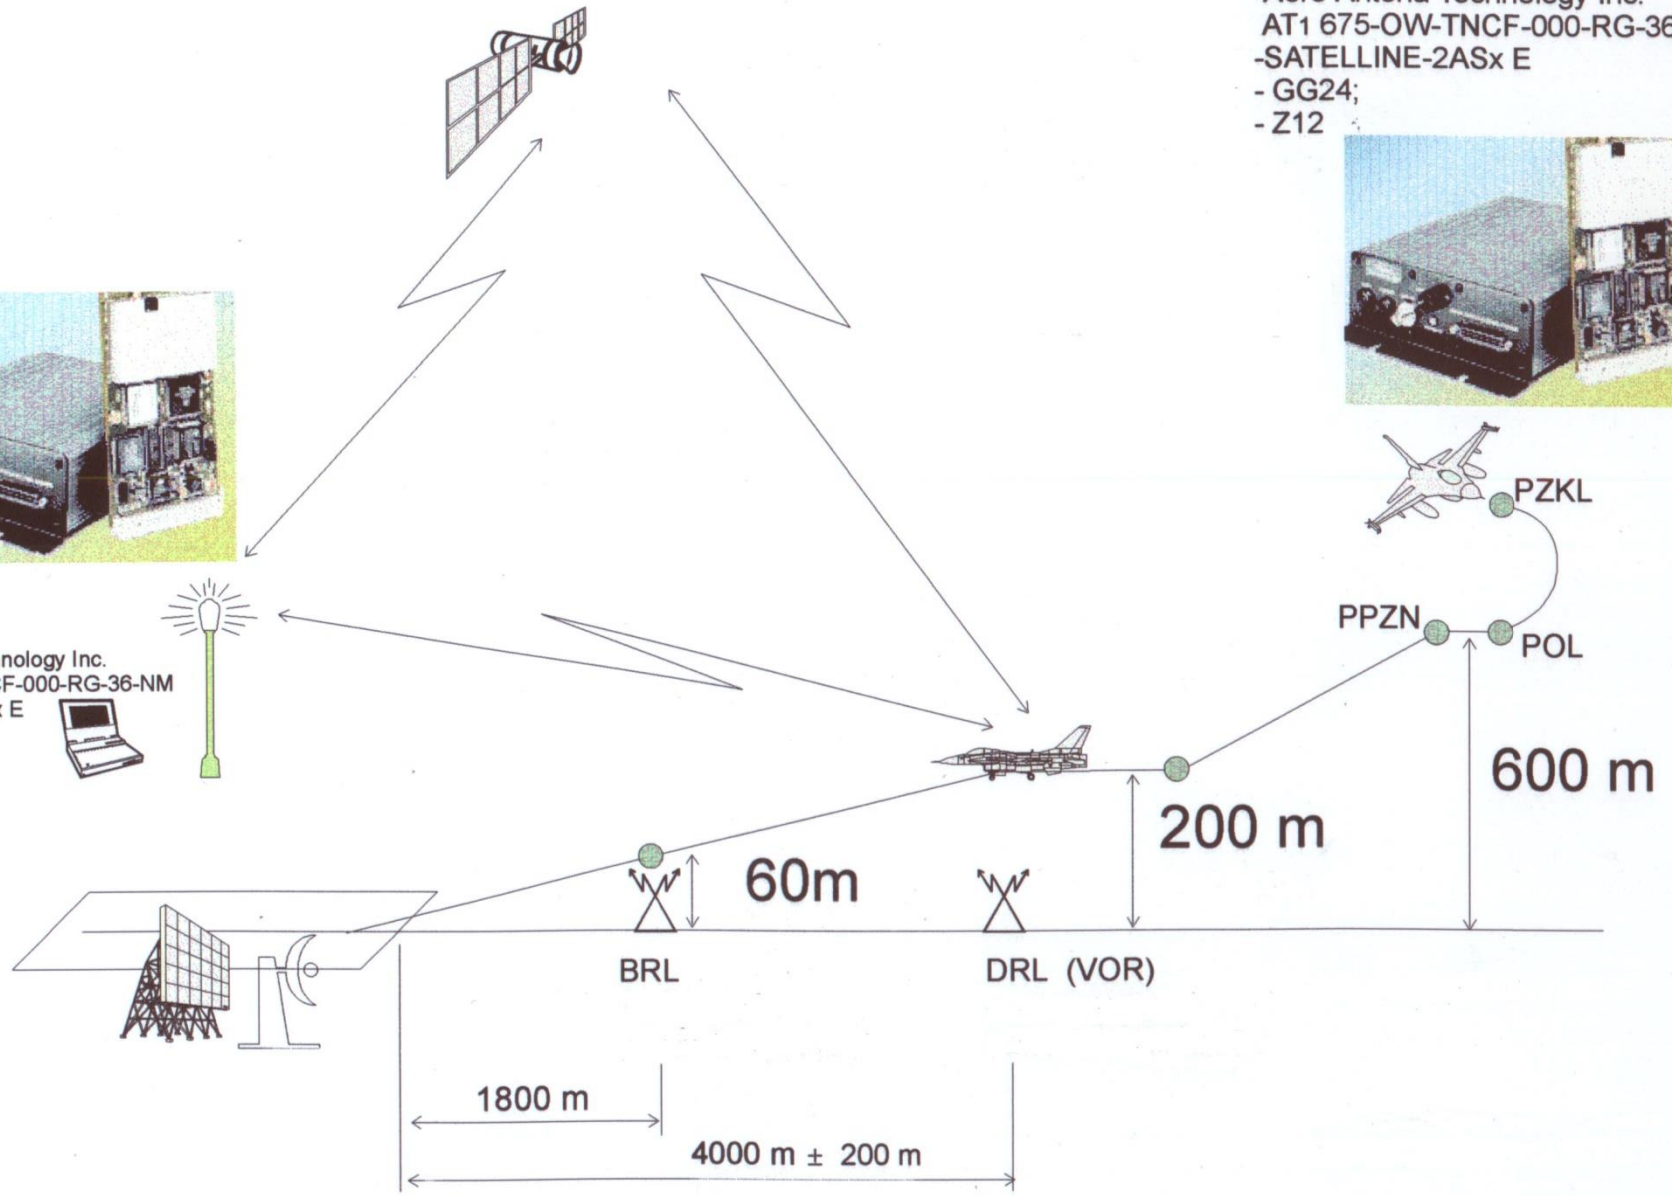 AT1 675-OW-TNCF-000-RG-36
-SATELLINE-2ASx E
- GG24;
- Z12
PZKL
PPZN
POL
nology Inc.
F-000-RG-36-NM
x E
600 m
200 m
60m
BRL
DRL (VOR)
1800 m
4000 m ± 200 m